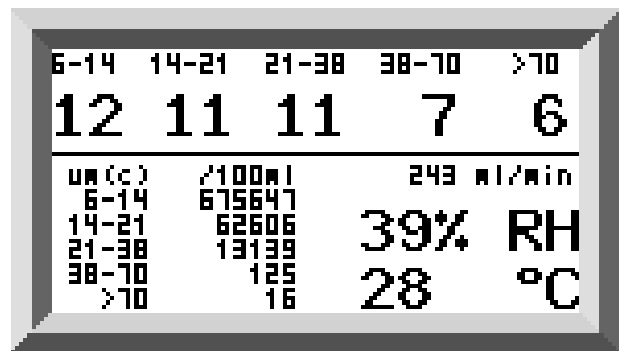 6-14 14-21 21-38 38-70 >70
12 11 11 7 6
um(c) /100ml 243 ml/min
6-14 675647
14-21 62606 39% RH
21-38 13139
38-70 125 28 °C
>70 16